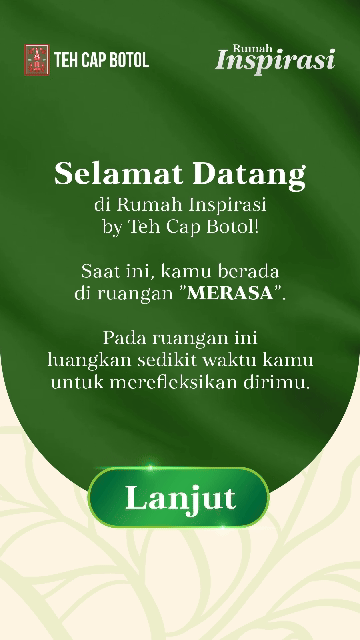 TEH CAP BOTOL
Rumah
Inspirasi
Selamat Datang
di Rumah Inspirasi
by Teh Cap Botol!
Saat ini, kamu berada
di ruangan "MERASA".
Pada ruangan ini
luangkan sedikit waktu kamu
untuk merefleksikan dirimu.
Lanjut